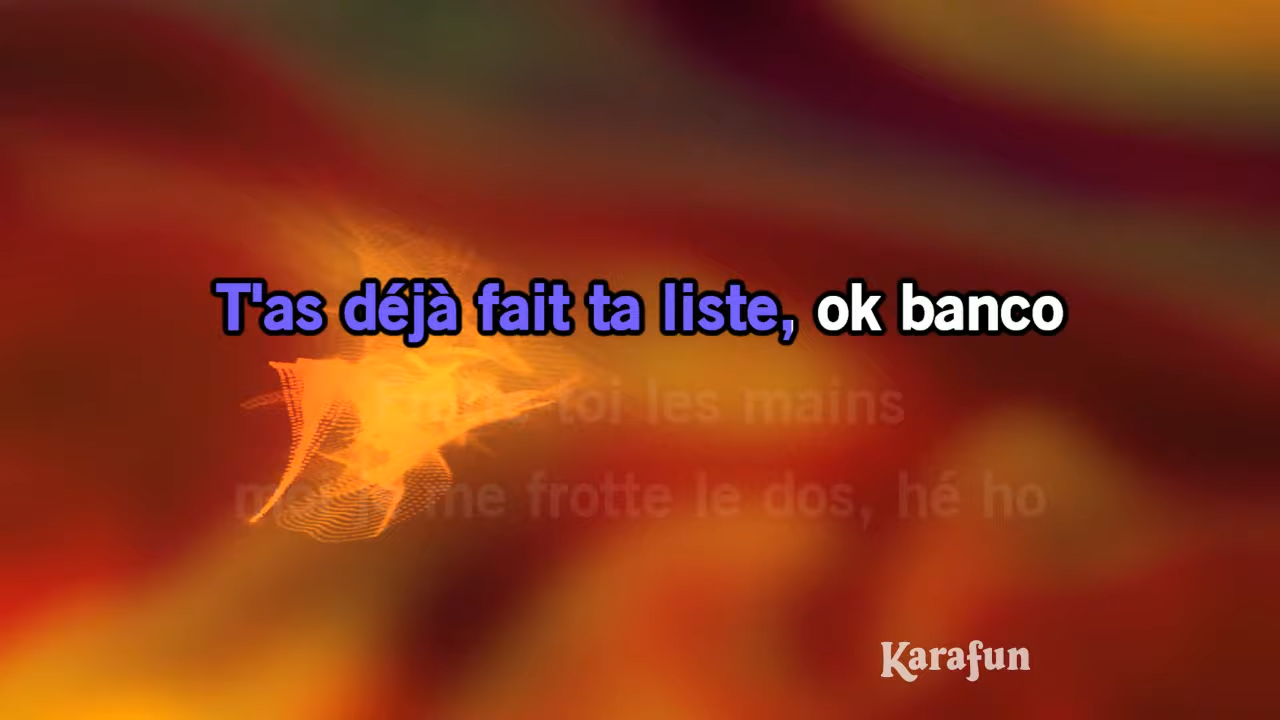 T'as déjà fait ta liste, ok banco
toi les mains
me frotte le dos, hé ho
Karafun